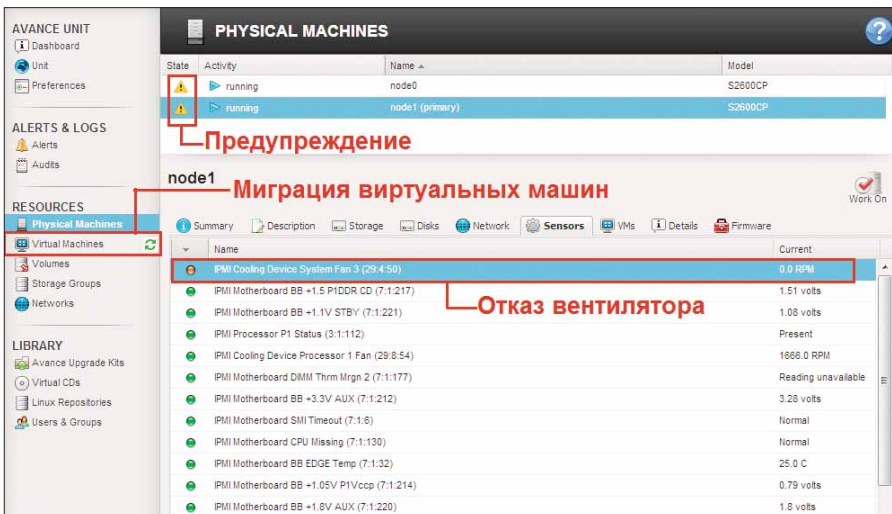 AVANCE UNIT
Dashboard
Unit
Preferences
ALERTS & LOGS
Alerts
Audits
RESOURCES
Physical Machines
Virtual Machines
Volumes
Storage Groups
Networks
LIBRARY
Avance Upgrade Kits
Virtual CDs
Linux Repositories
Users & Groups
PHYSICAL MACHINES
?
State Activity Name Model
running node0 S2600CP
running node1 (primary) S2600CP
Предупреждение
node1
Миграция виртуальных машин
Work On
Summary Description Storage Disks Network Sensors VMs Details Firmware
Name Current
IPMI Cooling Device System Fan 3 (29:4:50) 0.0 RPM
IPMI Motherboard BB +1.5 P1DDR CD (7:1:217) 1.51 volts
IPMI Motherboard BB +1.1V STBY (7:1:221) 1.08 volts
Отказ вентилятора
IPMI Processor P1 Status (3:1:112) Present
IPMI Cooling Device Processor 1 Fan (29:8:54) 1666.0 RPM
IPMI Motherboard DIMM Thrm Mrgn 2 (7:1:177) Reading unavailable
IPMI Motherboard BB +3.3V AUX (7:1:212) 3.28 volts
IPMI Motherboard SMI Timeout (7:1:6) Normal
IPMI Motherboard CPU Missing (7:1:130) Normal
IPMI Motherboard BB EDGE Temp (7:1:32) 25.0 C
IPMI Motherboard BB +1.05V P1Vccp (7:1:214) 0.79 volts
IPMI Motherboard BB +1.8V AUX (7:1:220) 1.8 volts